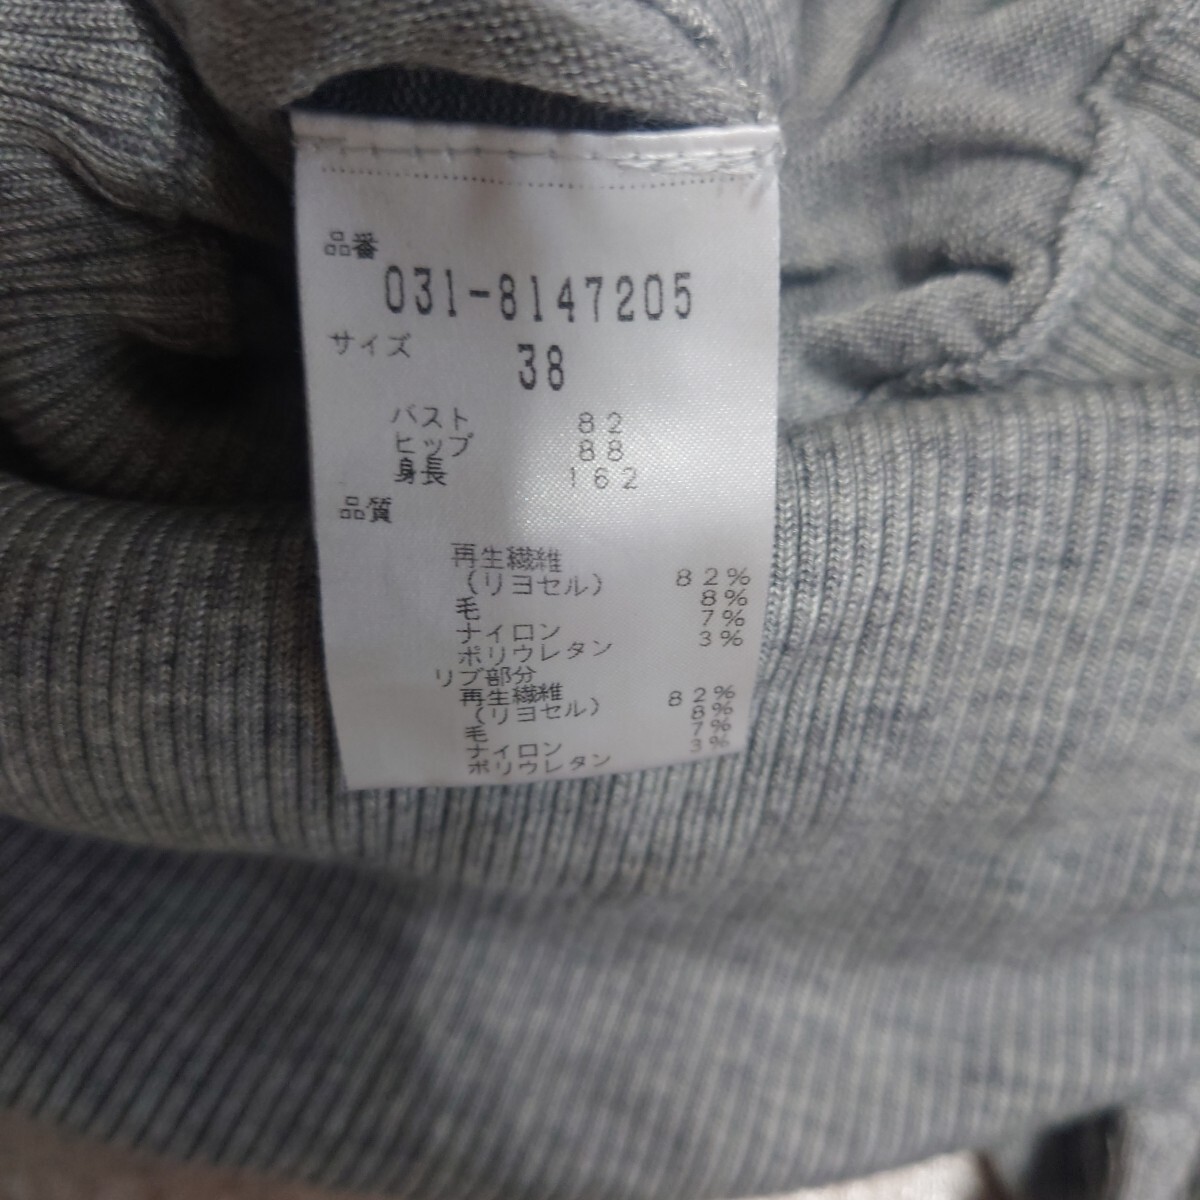 品番
031-8147205
サイズ
38
バスト 82
ヒップ 88
身長 162
品質
再生繊維
(リヨセル) 82%
毛 8%
ナイロン 7%
ポリウレタン 3%
リブ部分
再生繊維
(リヨセル) 82%
毛 8%
ナイロン 7%
ポリウレタン 3%